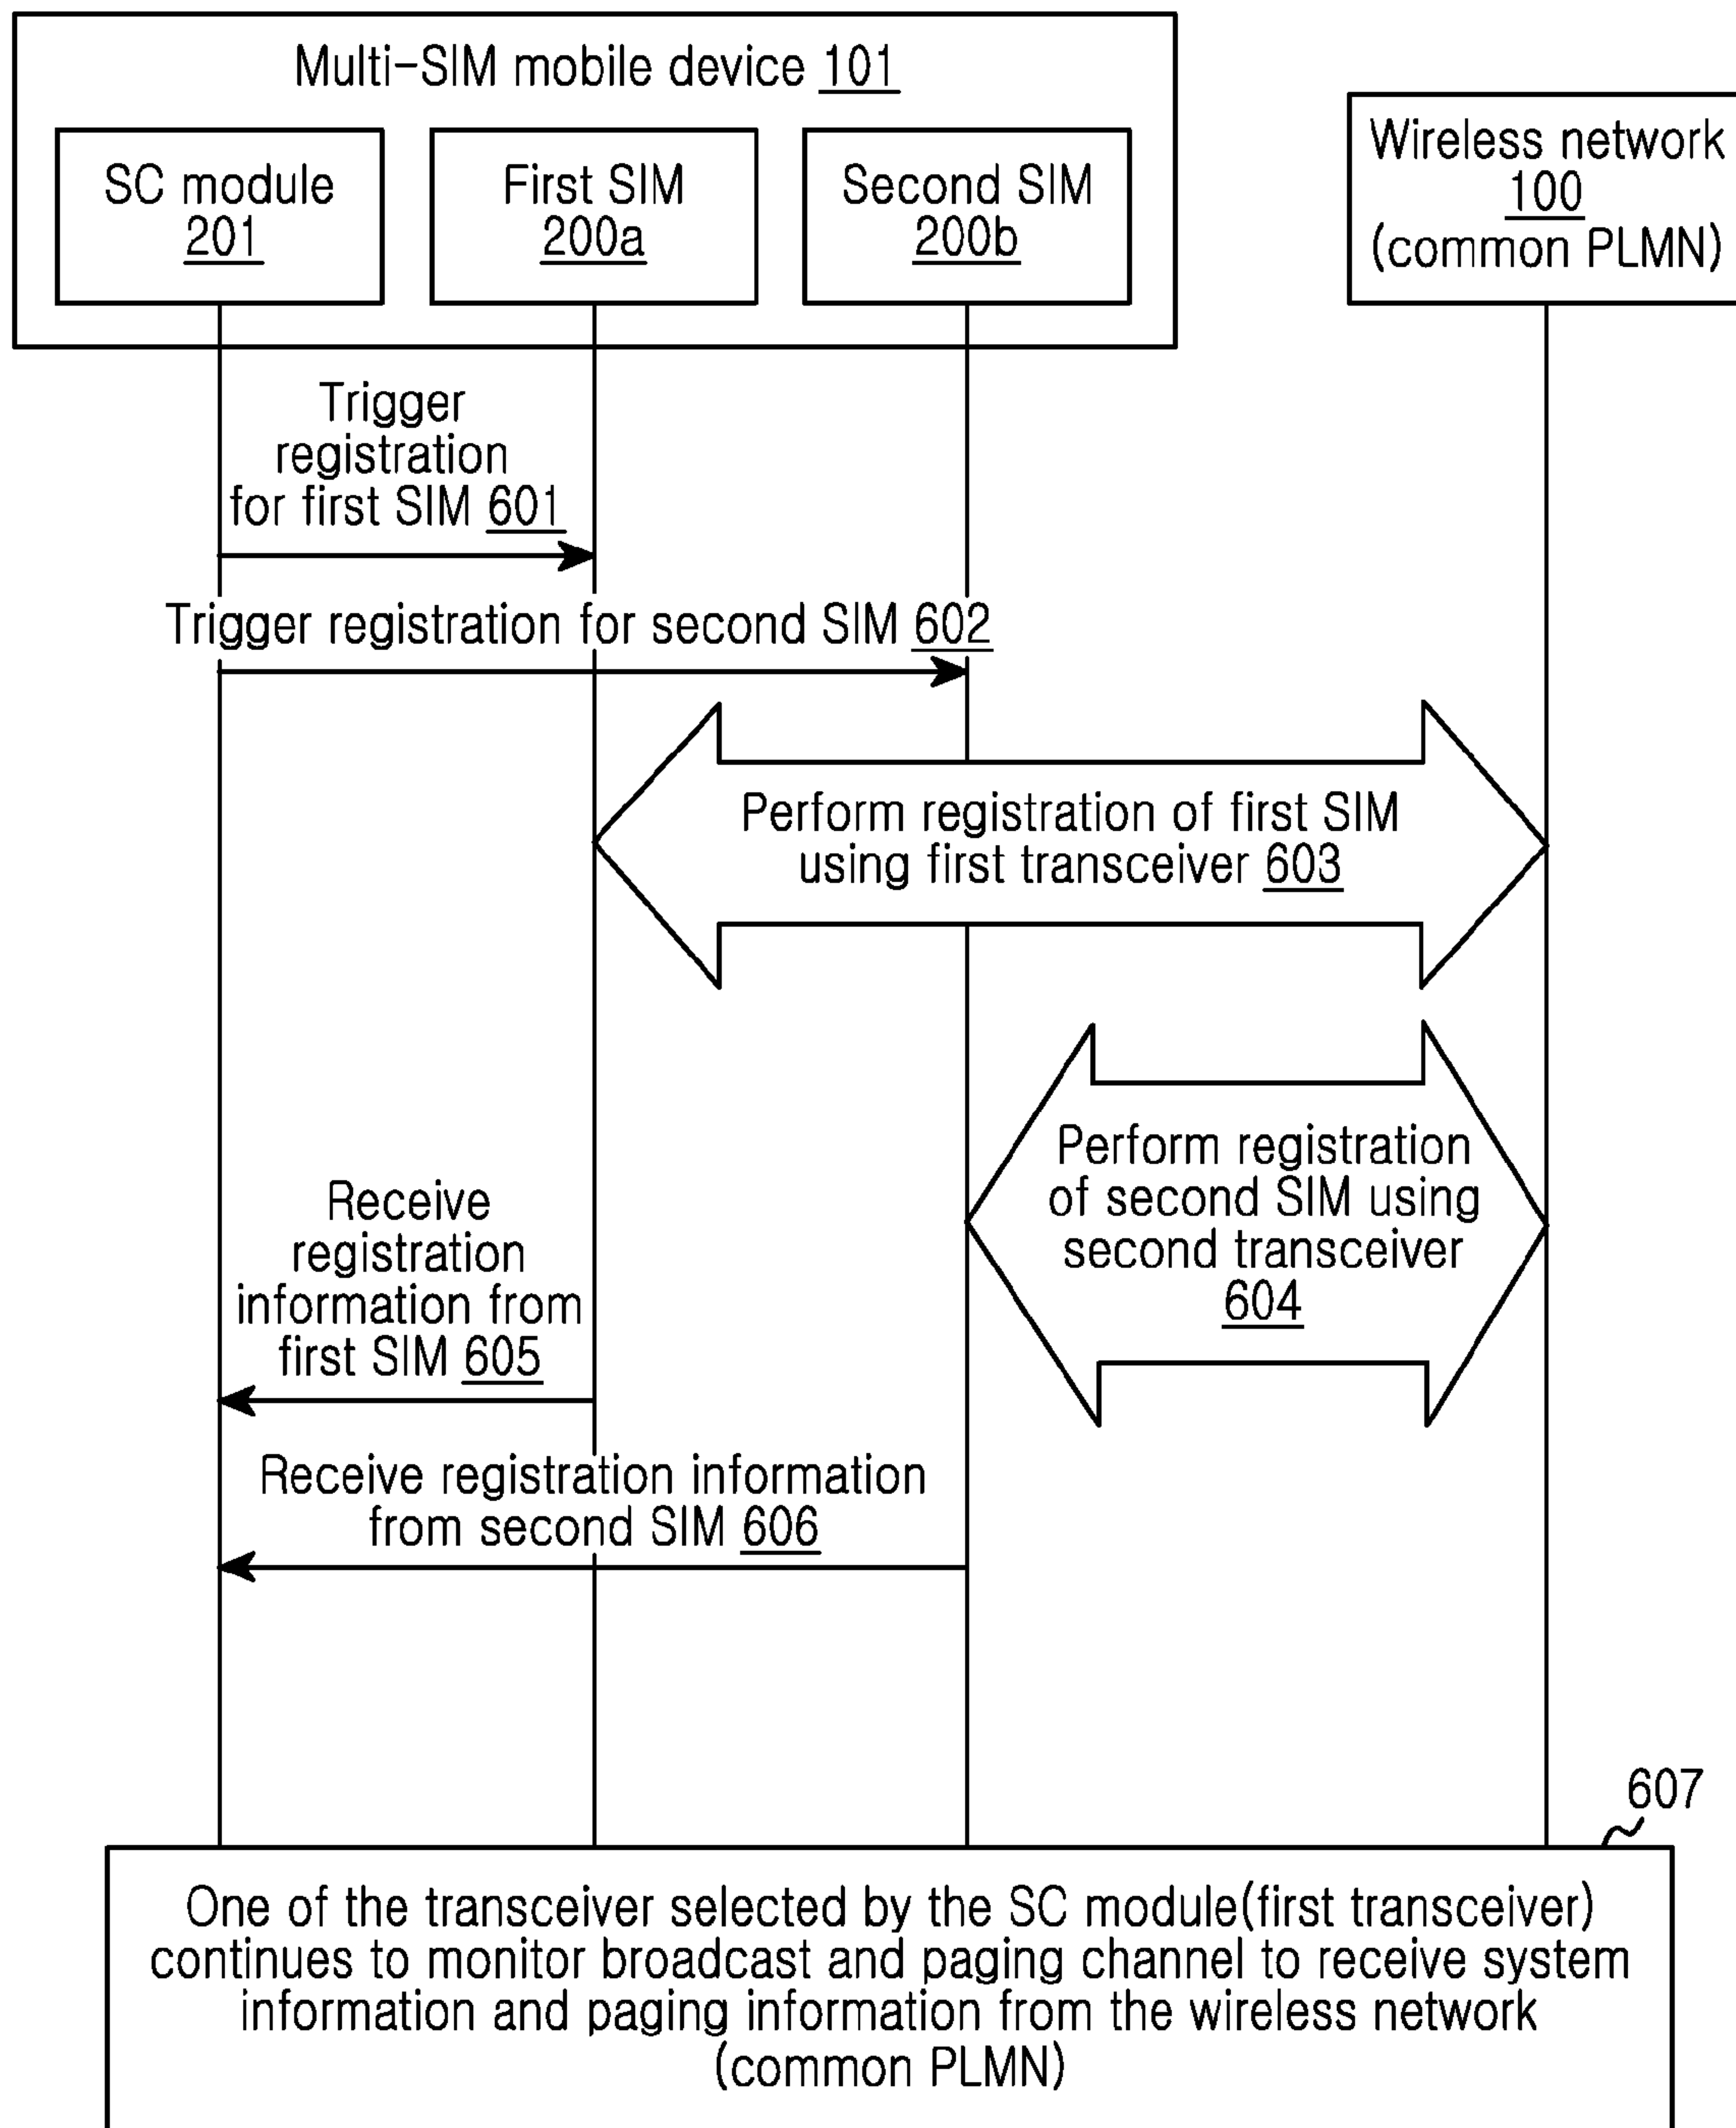 Multi-SIM mobile device 101
SC module
201
First SIM
200a
Second SIM
200b
Wireless network
100
(common PLMN)
Trigger
registration
for first SIM 601
Trigger registration for second SIM 602
Perform registration of first SIM
using first transceiver 603
Perform registration
of second SIM using
second transceiver
604
Receive
registration
information from
first SIM 605
Receive registration information
from second SIM 606
607
One of the transceiver selected by the SC module(first transceiver)
continues to monitor broadcast and paging channel to receive system
information and paging information from the wireless network
(common PLMN)